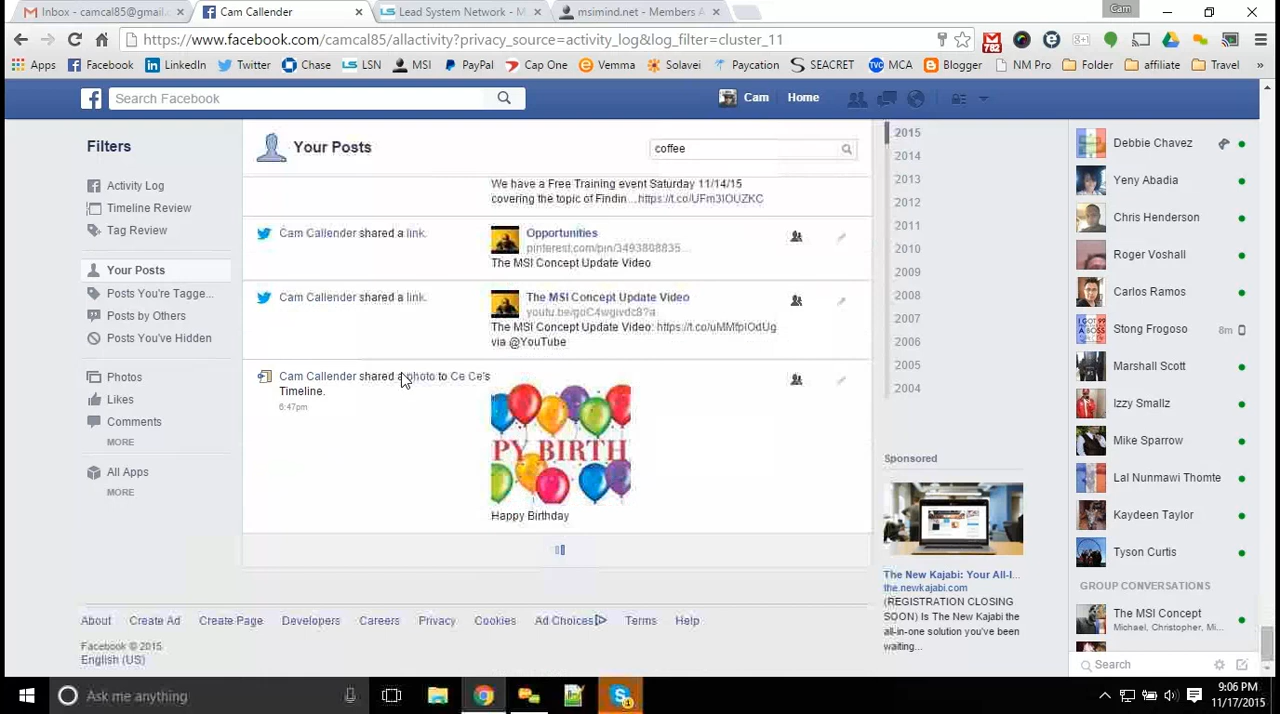 Inbox - camcal85@gmail.
Cam Callender
Lead System Network - M
msimind.net - Members A
Cam
https://www.facebook.com/camcal85/allactivity?privacy_source=activity_log&log_filter=cluster_11
782
Apps
Facebook
LinkedIn
Twitter
Chase
LSN
MSI
PayPal
Cap One
Vemma
Solavei
Paycation
SEACRET
MCA
Blogger
NM Pro
Folder
affiliate
Travel
»
Search Facebook
Cam
Home
Filters
Activity Log
Timeline Review
Tag Review
Your Posts
Posts You're Tagge...
Posts by Others
Posts You've Hidden
Photos
Likes
Comments
MORE
All Apps
MORE
Your Posts
coffee
We have a Free Training event Saturday 11/14/15
covering the topic of Findin ...https://t.co/UFm3IOUZKC
Cam Callender shared a link.
Opportunities
pinterest.com/pin/3493808835...
The MSI Concept Update Video
Cam Callender shared a link.
The MSI Concept Update Video
youtu.be/goC4wgivdc8?a
The MSI Concept Update Video: https://t.co/uMMfpIOdUg
via @YouTube
Cam Callender shared a photo to Ce Ce's
Timeline.
6:47pm
PY BIRTH
Happy Birthday
2015
2014
2013
2012
2011
2010
2009
2008
2007
2006
2005
2004
Sponsored
The New Kajabi: Your All-I...
the.newkajabi.com
(REGISTRATION CLOSING
SOON) Is The New Kajabi the
all-in-one solution you've been
waiting...
Debbie Chavez
Yeny Abadia
Chris Henderson
Roger Voshall
Carlos Ramos
Stong Frogoso
8m
Marshall Scott
Izzy Smallz
Mike Sparrow
Lal Nunmawi Thomte
Kaydeen Taylor
Tyson Curtis
GROUP CONVERSATIONS
The MSI Concept
Michael, Christopher, Mi...
Search
About
Create Ad
Create Page
Developers
Careers
Privacy
Cookies
Ad Choices
Terms
Help
Facebook © 2015
English (US)
Ask me anything
9:06 PM
11/17/2015